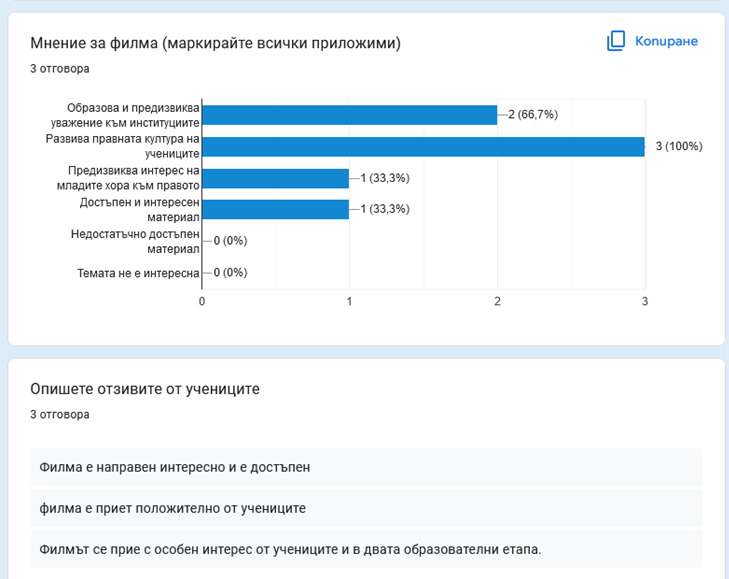 Мнение за филма (маркирайте всички приложими)
Копиране
3 отговора
Образова и предизвиква
уважение към институциите
2 (66,7%)
Развива правната култура на
учениците
3 (100%)
Предизвиква интерес на
младите хора към правото
1 (33,3%)
Достъпен и интересен
материал
1 (33,3%)
Недостатъчно достъпен
материал
0 (0%)
Темата не е интересна
0 (0%)
0 1 2 3
Опишете отзивите от учениците
3 отговора
Филма е направен интересно и е достъпен
филма е приет положително от учениците
Филмът се прие с особен интерес от учениците и в двата образователни етапа.